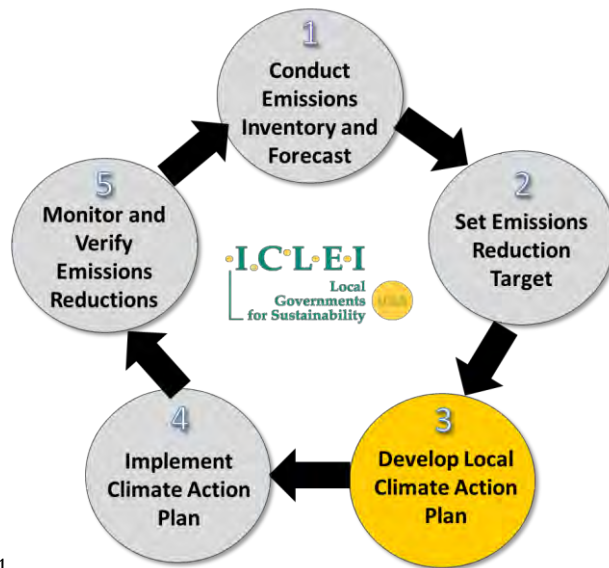 1
Conduct
Emissions
Inventory and
Forecast
2
Set Emissions
Reduction
Target
3
Develop Local
Climate Action
Plan
4
Implement
Climate Action
Plan
5
Monitor and
Verify
Emissions
Reductions
I.C.L.E.I
Local
Governments
for Sustainability
USA
1